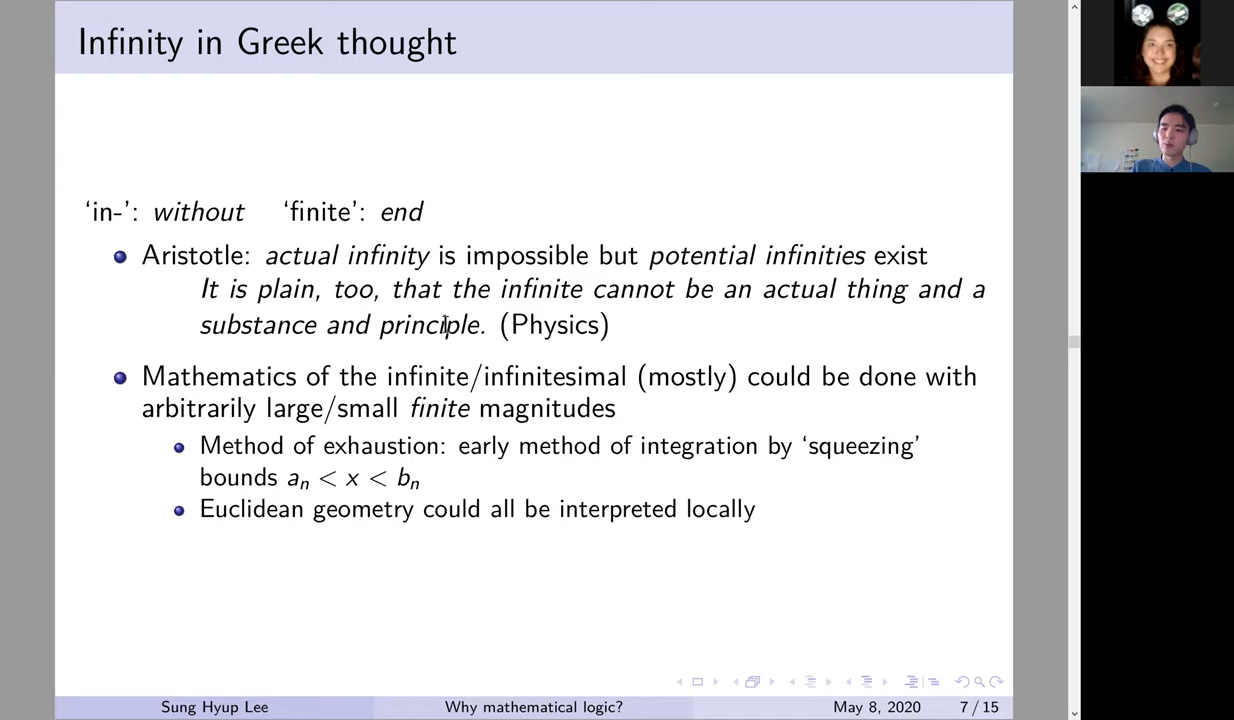 Infinity in Greek thought
‘in-’: without ‘finite’: end
Aristotle: actual infinity is impossible but potential infinities exist
It is plain, too, that the infinite cannot be an actual thing and a
substance and principle. (Physics)
Mathematics of the infinite/infinitesimal (mostly) could be done with
arbitrarily large/small finite magnitudes
Method of exhaustion: early method of integration by ‘squeezing’
bounds aₙ < x < bₙ
Euclidean geometry could all be interpreted locally
Sung Hyup Lee Why mathematical logic? May 8, 2020 7 / 15